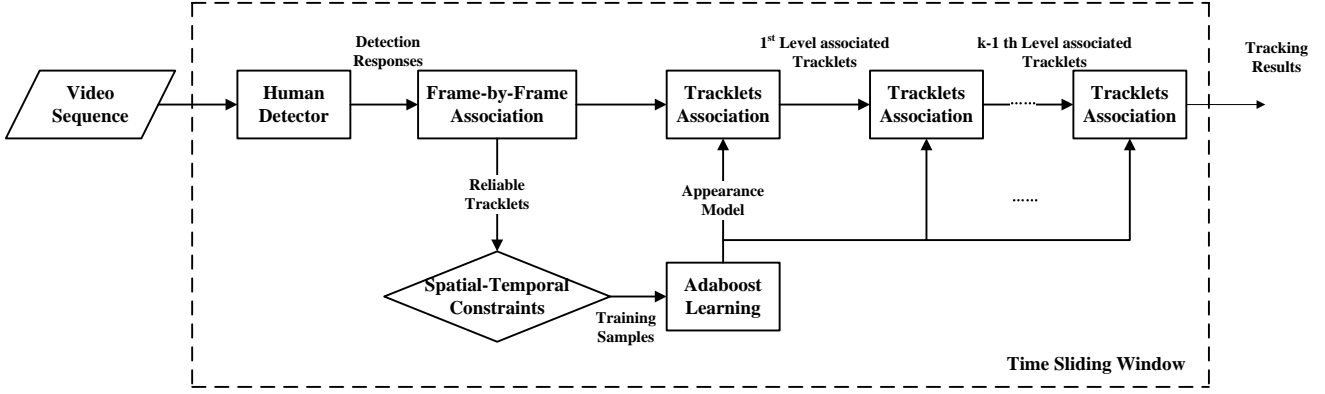 Video
Sequence
Human
Detector
Detection
Responses
Frame-by-Frame
Association
Tracklets
Association
1st Level associated
Tracklets
Tracklets
Association
k-1 th Level associated
Tracklets
......
Tracklets
Association
Tracking
Results
Reliable
Tracklets
Appearance
Model
......
Spatial-Temporal
Constraints
Training
Samples
Adaboost
Learning
Time Sliding Window